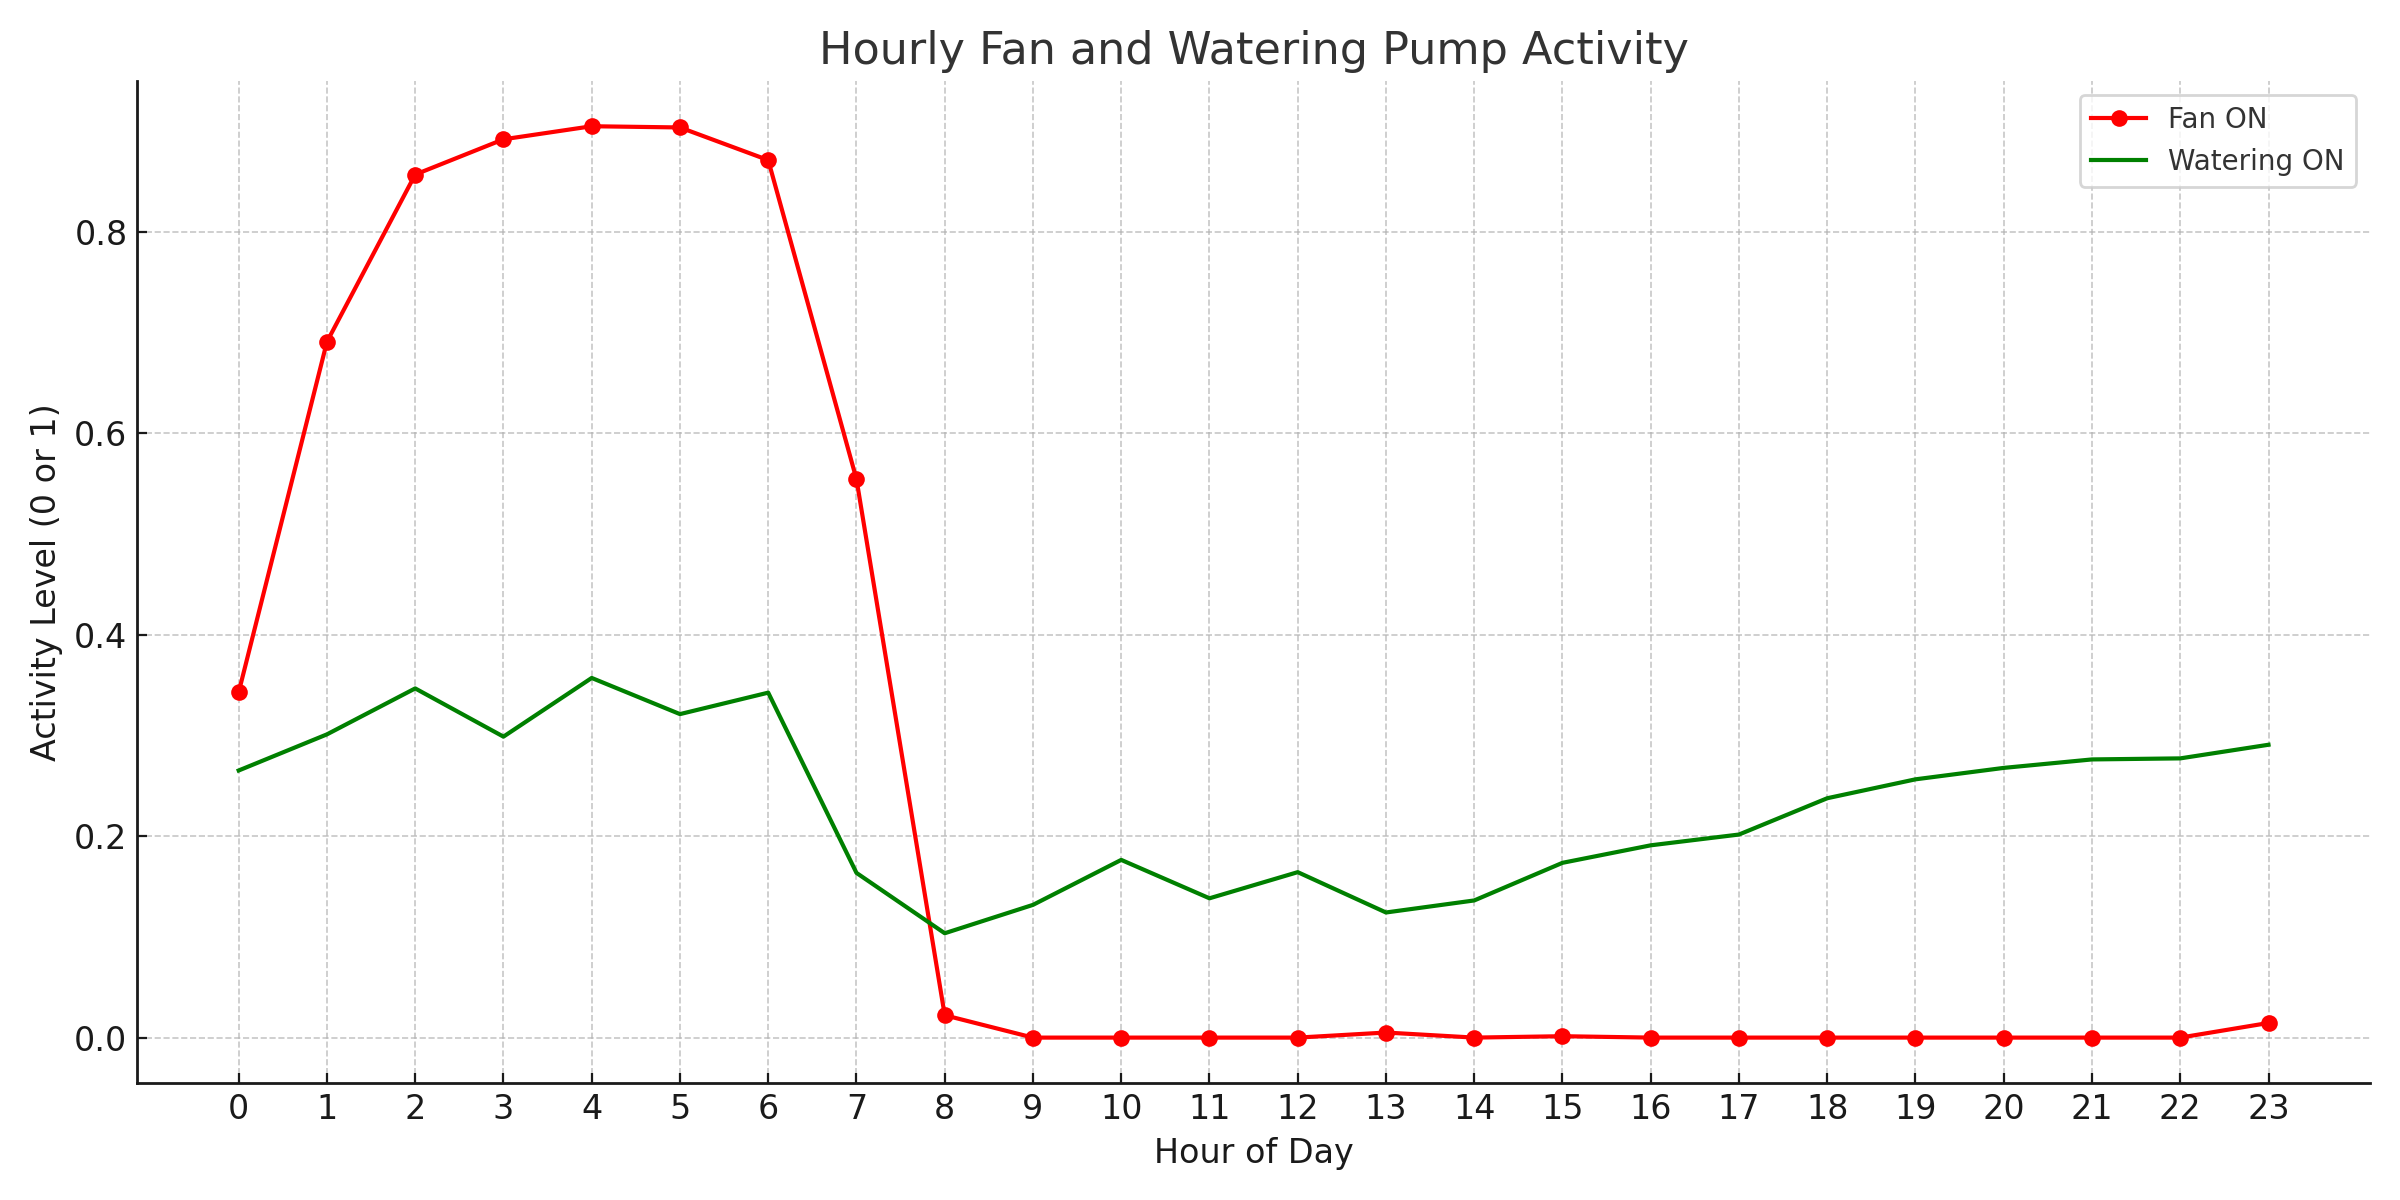 Hourly Fan and Watering Pump Activity
Fan ON
Watering ON
Activity Level (0 or 1)
0.8
0.6
0.4
0.2
0.0
0 1 2 3 4 5 6 7 8 9 10 11 12 13 14 15 16 17 18 19 20 21 22 23
Hour of Day